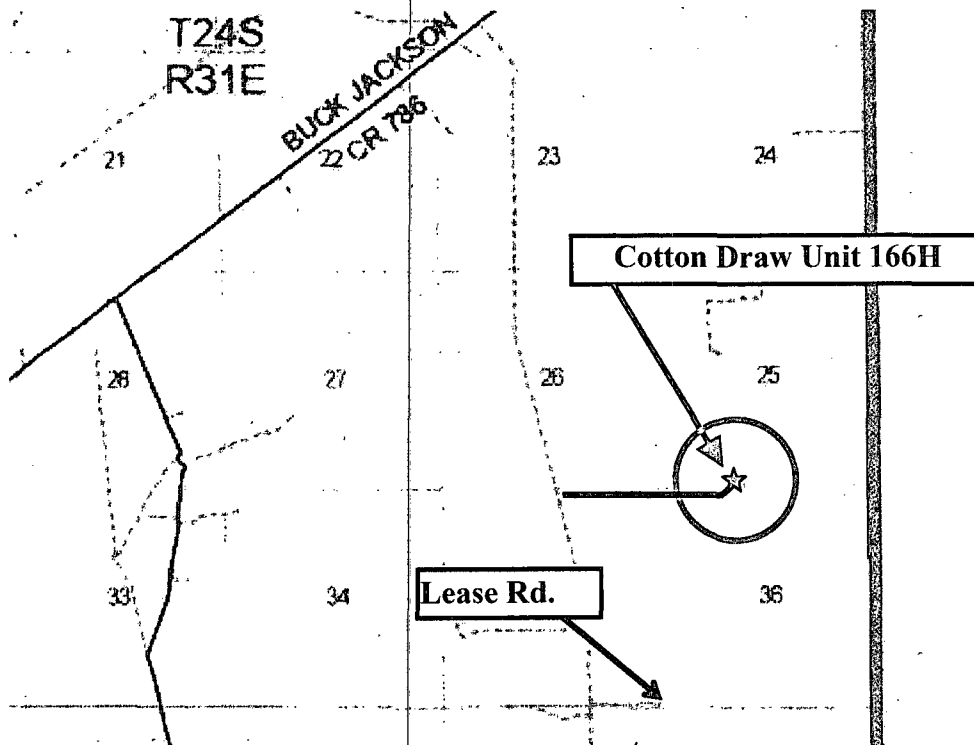 T24S
R31E
BUCK JACKSON
CR 786
21
22
23
24
Cotton Draw Unit 166H
28
27
26
25
Lease Rd.
33
34
36